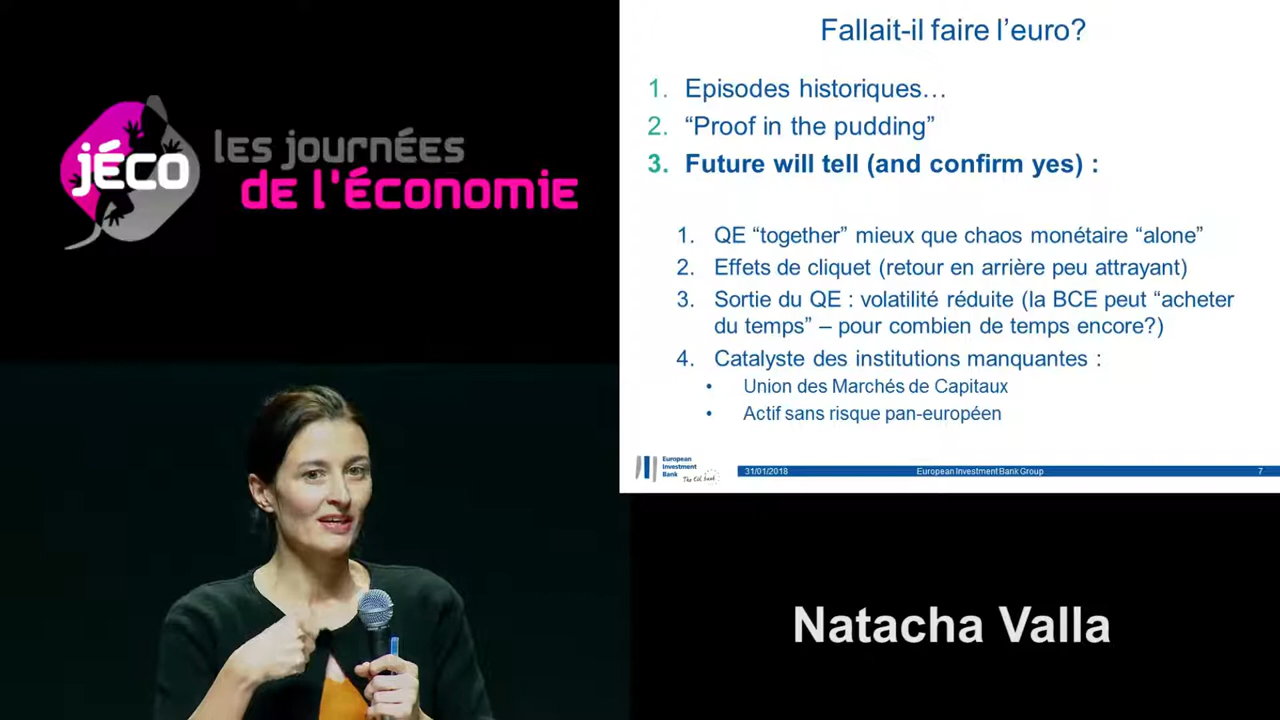 jéco
les journées
de l'économie
Fallait-il faire l'euro?
1. Episodes historiques…
2. “Proof in the pudding”
3. Future will tell (and confirm yes) :
1. QE “together” mieux que chaos monétaire “alone”
2. Effets de cliquet (retour en arrière peu attrayant)
3. Sortie du QE : volatilité réduite (la BCE peut “acheter
du temps” – pour combien de temps encore?)
4. Catalyste des institutions manquantes :
• Union des Marchés de Capitaux
• Actif sans risque pan-européen
European
Investment
Bank
The EU bank
31/01/2018
European Investment Bank Group
7
Natacha Valla